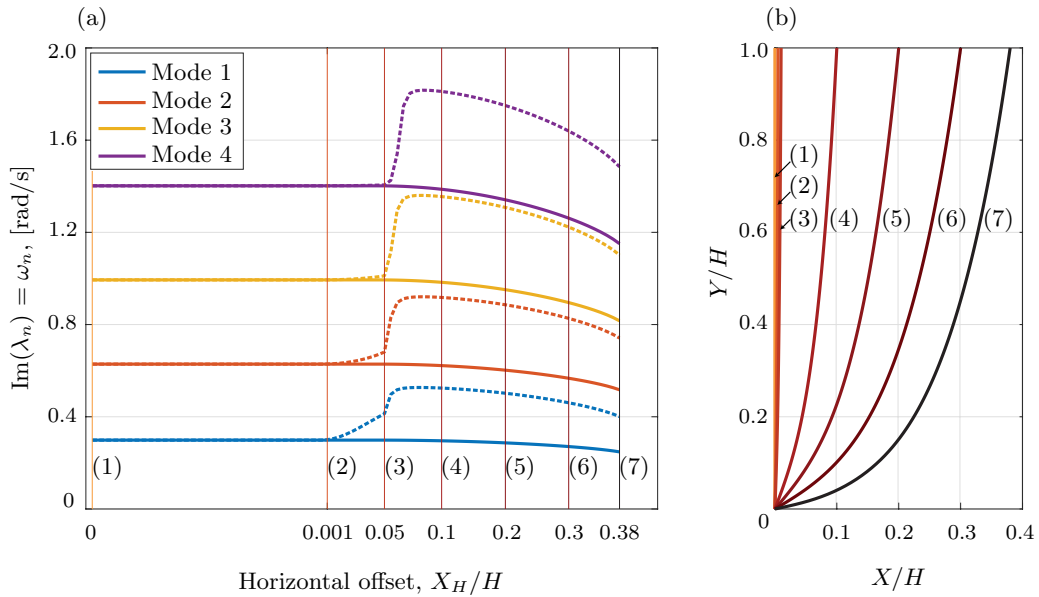 (a)
2.0
1.6
1.2
0.8
0.4
0
Im(λₙ) = ωₙ, [rad/s]
Mode 1
Mode 2
Mode 3
Mode 4
(1) (2) (3) (4) (5) (6) (7)
0 0.001 0.05 0.1 0.2 0.3 0.38
Horizontal offset, X_H/H
(b)
1.0
0.8
0.6
0.4
0.2
0
Y/H
(1)
(2)
(3) (4) (5) (6) (7)
0.1 0.2 0.3 0.4
X/H